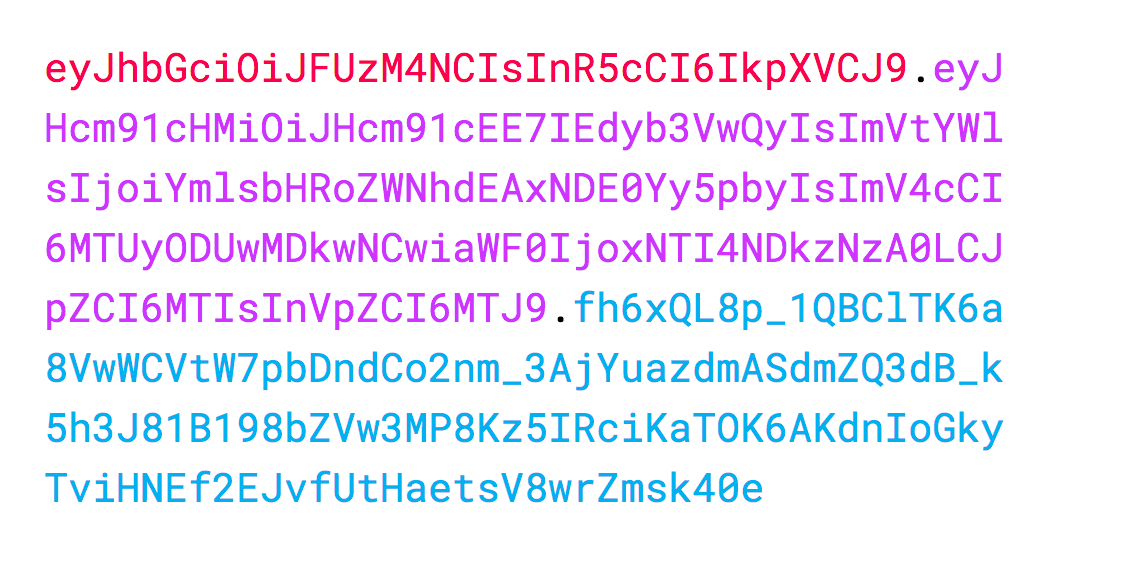 eyJhbGciOiJFUzM4NCIsInR5cCI6IkpXVCJ9.eyJ
Hcm91cHMiOiJHcm91cEE7IEdyb3VwQyIsImVtYWl
sIjoiYmlsbHRoZWNhdEAxNDE0Yy5pbyIsImV4cCI
6MTUyODUwMDkwNCwiaWF0IjoxNTI4NDkzNzA0LCJ
pZCI6MTIsInVpZCI6MTJ9.fh6xQL8p_1QBClTK6a
8VwWCVtW7pbDndCo2nm_3AjYuazdmASdmZQ3dB_k
5h3J81B198bZVw3MP8Kz5IRciKaTOK6AKdnIoGky
TviHNEf2EJvfUtHaetsV8wrZmsk40e